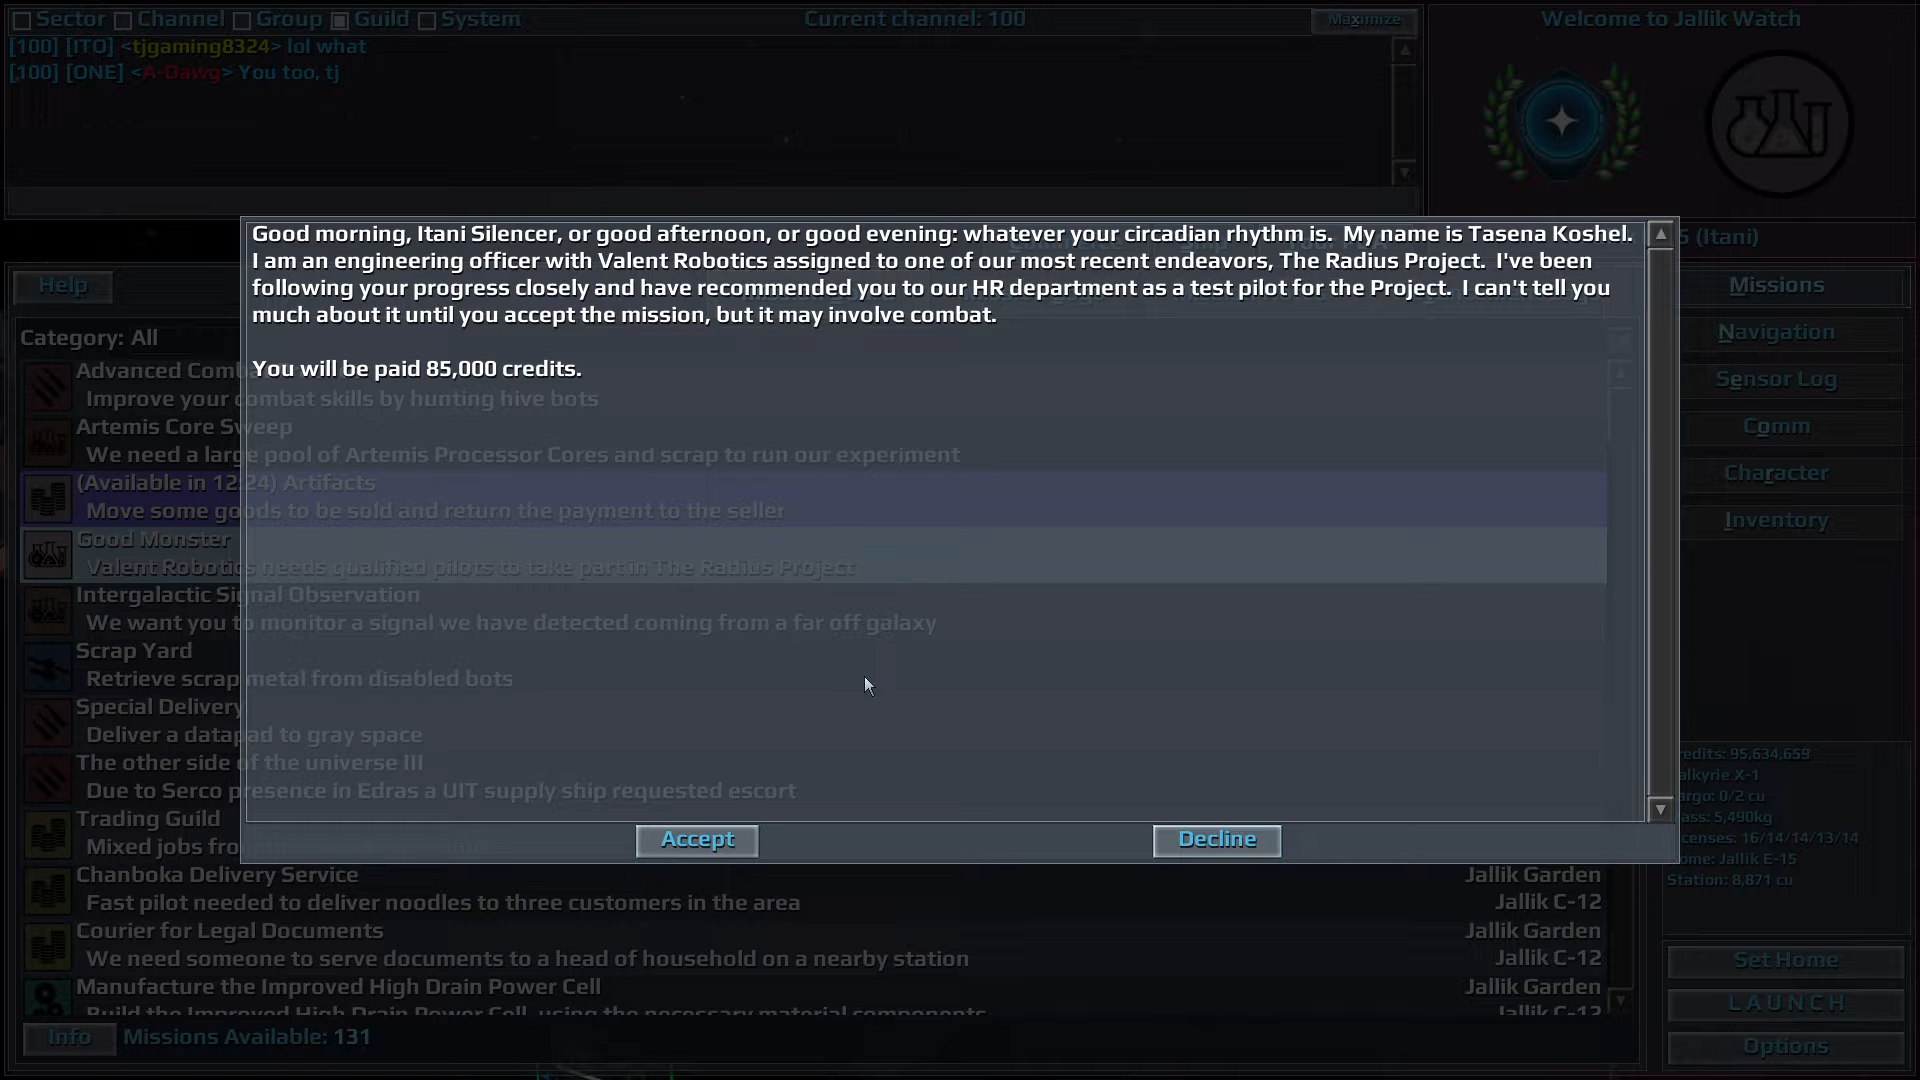 Sector Channel Group Guild System
Current channel: 100
Maximize
Welcome to Jallik Watch
[100] [ITO] <tjgaming8324> lol what
[100] [ONE] <A-Dawg> You too, tj
Good morning, Itani Silencer, or good afternoon, or good evening: whatever your circadian rhythm is. My name is Tasena Koshel.
I am an engineering officer with Valent Robotics assigned to one of our most recent endeavors, The Radius Project. I've been
following your progress closely and have recommended you to our HR department as a test pilot for the Project. I can't tell you
much about it until you accept the mission, but it may involve combat.
You will be paid 85,000 credits.
Accept
Decline
(Itani)
Help
Category: All
Advanced Comb
Improve your combat skills by hunting hive bots
Artemis Core Sweep
We need a large pool of Artemis Processor Cores and scrap to run our experiment
(Available in 12:24) Artifacts
Move some goods to be sold and return the payment to the seller
Good Monster
Valent Robotics needs qualified pilots to take part in The Radius Project
Intergalactic Signal Observation
We want you to monitor a signal we have detected coming from a far off galaxy
Scrap Yard
Retrieve scrap metal from disabled bots
Special Delivery
Deliver a datapad to gray space
The other side of the universe III
Due to Serco presence in Edras a UIT supply ship requested escort
Trading Guild
Mixed jobs fro
Chanboka Delivery Service
Jallik Garden
Fast pilot needed to deliver noodles to three customers in the area
Jallik C-12
Courier for Legal Documents
Jallik Garden
We need someone to serve documents to a head of household on a nearby station
Jallik C-12
Manufacture the Improved High Drain Power Cell
Jallik Garden
Build the Improved High Drain Power Cell, using the necessary material components
Jallik C-12
Info
Missions Available: 131
Missions
Navigation
Sensor Log
Comm
Character
Inventory
redits: 95,634,659
alkyrie X-1
argo: 0/2 cu
ass: 5,490kg
icenses: 16/14/14/13/14
ome: Jallik E-15
Station: 8,871 cu
Set Home
LAUNCH
Options